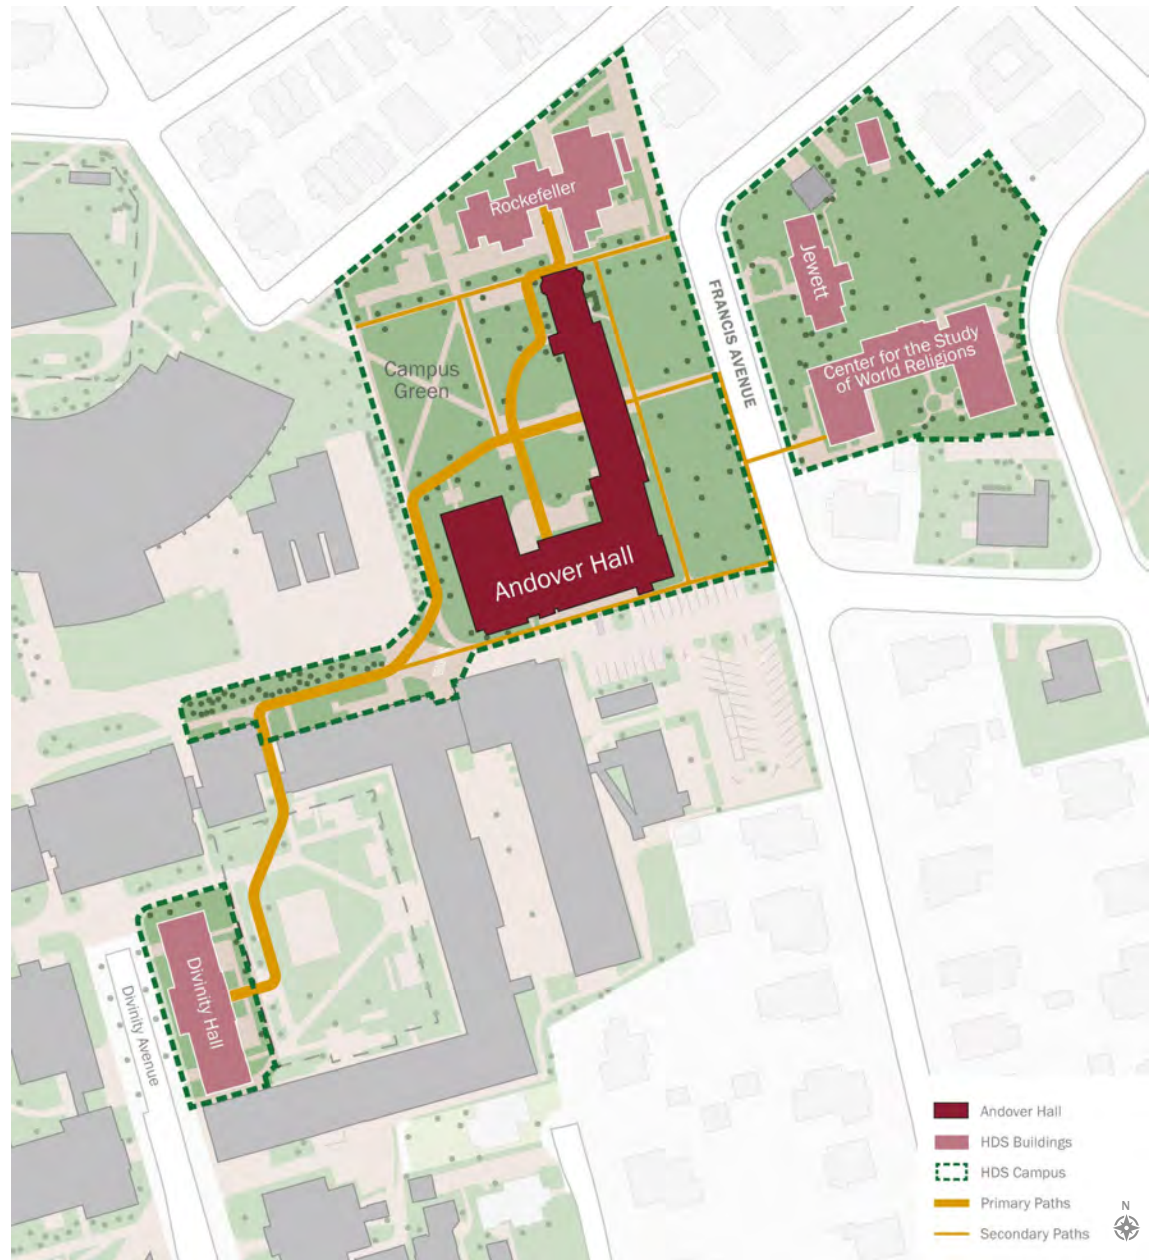 Rockefeller
Jewett
FRANCIS AVENUE
Center for the Study
of World Religions
Campus
Green
Andover Hall
Divinity Hall
Divinity Avenue
Andover Hall
HDS Buildings
HDS Campus
Primary Paths
Secondary Paths
N